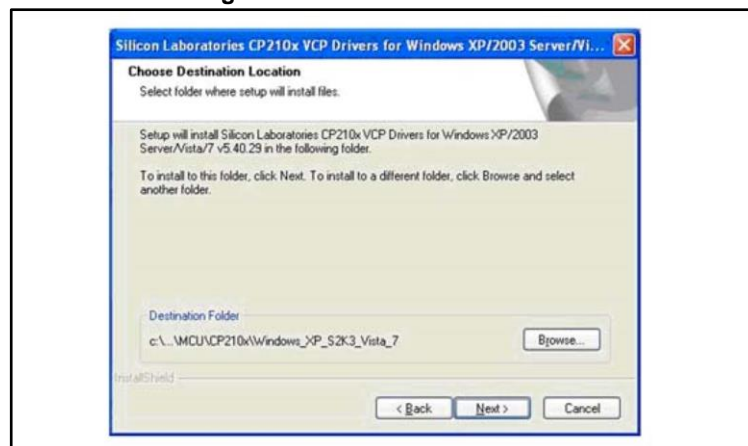 Silicon Laboratories CP210x VCP Drivers for Windows XP/2003 Server/Vi...
Choose Destination Location
Select folder where setup will install files.
Setup will install Silicon Laboratories CP210x VCP Drivers for Windows XP/2003
Server/Vista/7 v5.40.29 in the following folder.
To install to this folder, click Next. To install to a different folder, click Browse and select
another folder.
Destination Folder
c:\...\MCU\CP210x\Windows_XP_S2K3_Vista_7
Browse...
InstallShield
< Back
Next >
Cancel